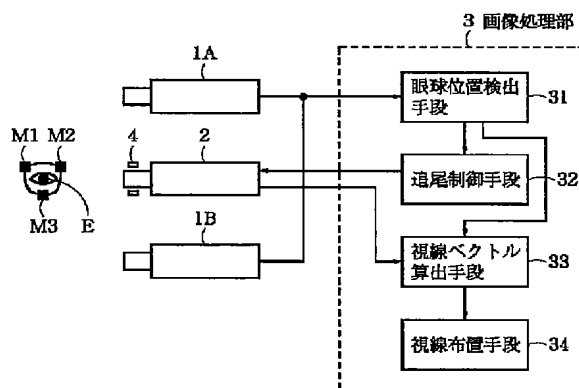 3 画像処理部
1A
眼球位置検出
手段
31
4
2
M1 M2
M3
E
追尾制御手段
32
1B
視線ベクトル
算出手段
33
視線布置手段
34